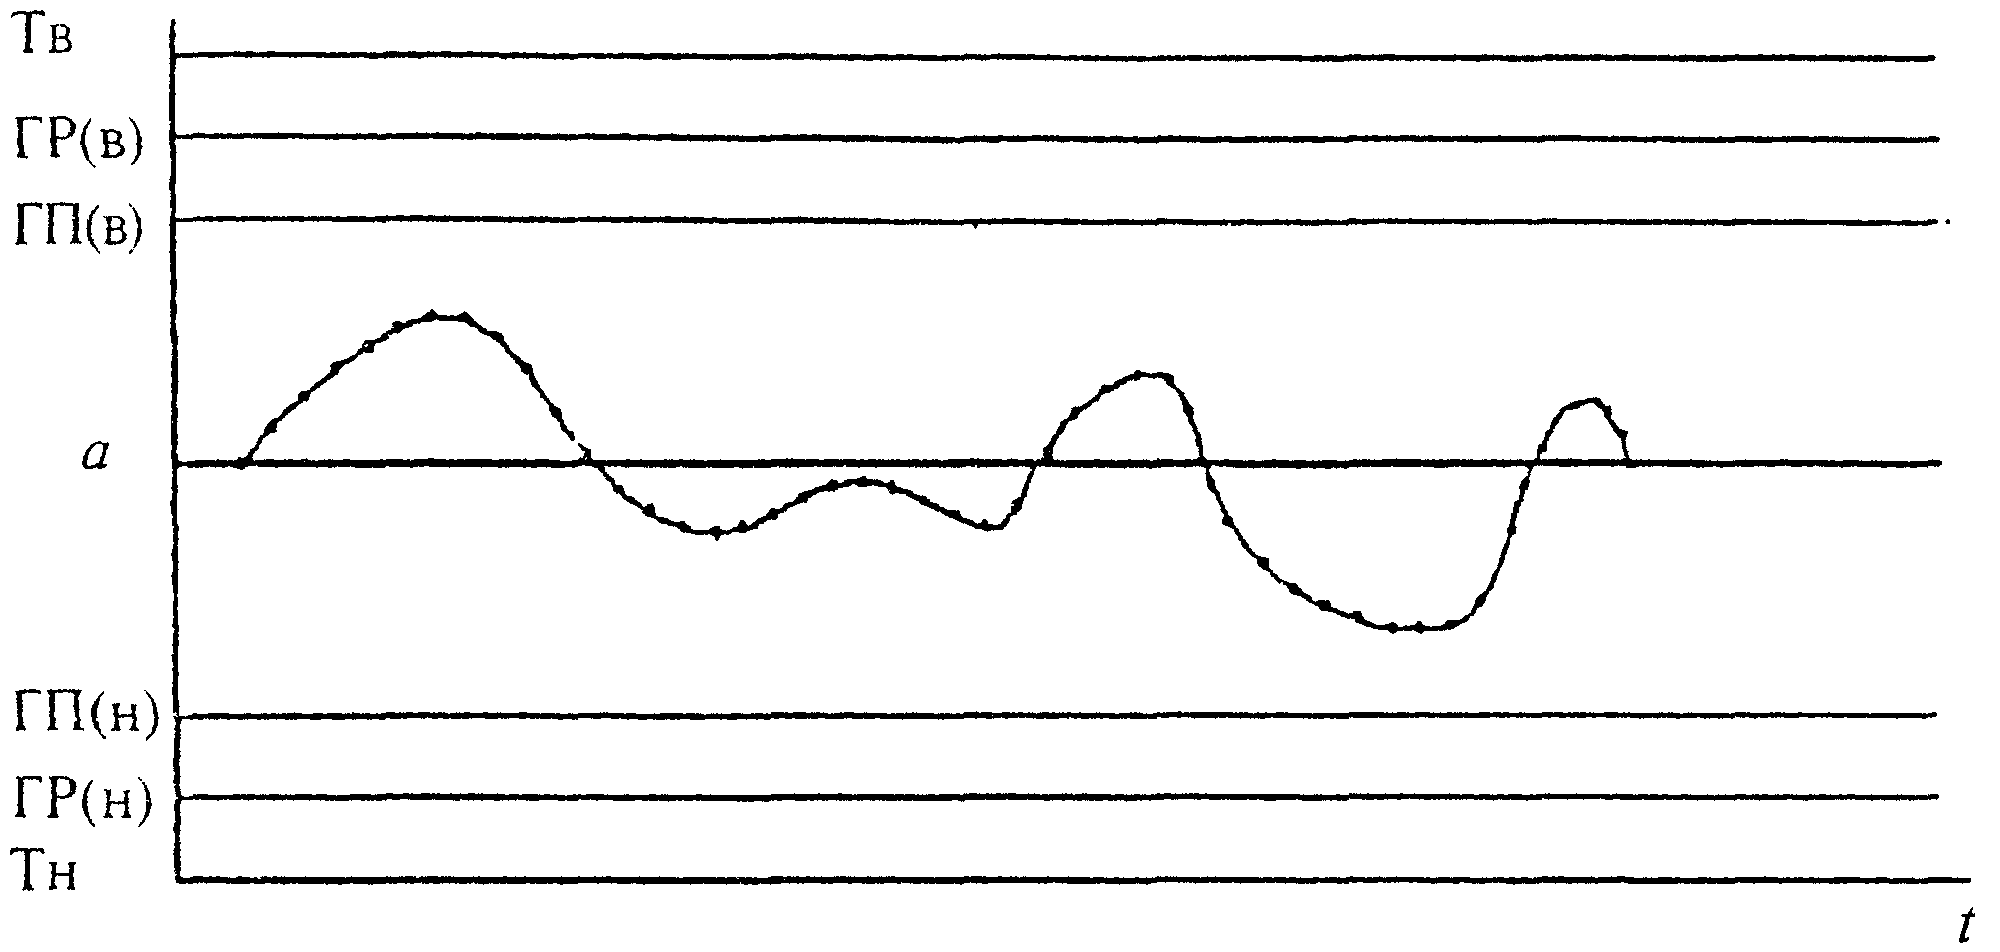 Тв
ГР(в)
ГП(в)
a
ГП(н)
ГР(н)
Тн
t